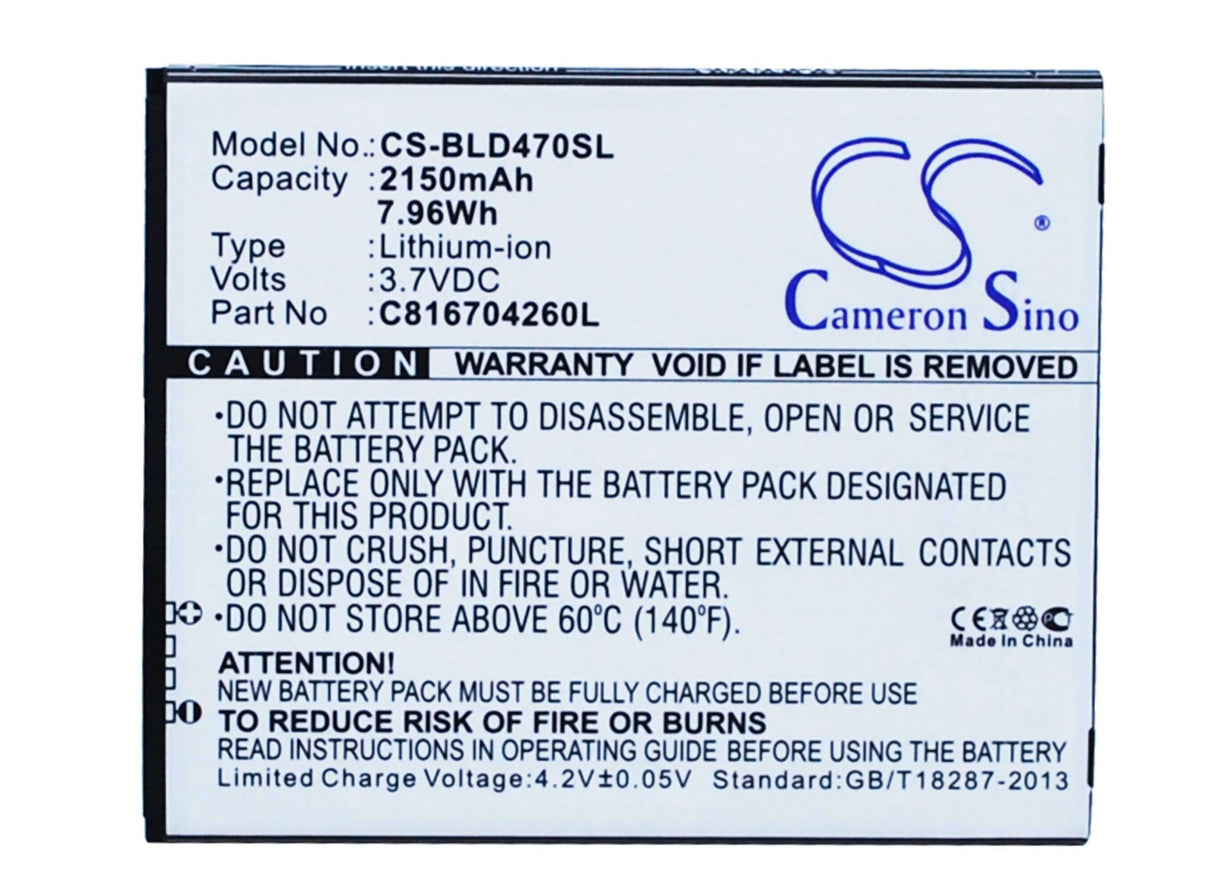 Insert this direction
Model No.: CS-BLD470SL
Capacity : 2150mAh
7.96Wh
Type : Lithium-ion
Volts : 3.7VDC
Part No : C816704260L
CS ®
Cameron Sino
CAUTION WARRANTY VOID IF LABEL IS REMOVED
•DO NOT ATTEMPT TO DISASSEMBLE, OPEN OR SERVICE
THE BATTERY PACK.
•REPLACE ONLY WITH THE BATTERY PACK DESIGNATED
FOR THIS PRODUCT.
•DO NOT CRUSH, PUNCTURE, SHORT EXTERNAL CONTACTS
OR DISPOSE OF IN FIRE OR WATER.
•DO NOT STORE ABOVE 60°C (140°F).
CE
Made In China
ATTENTION!
NEW BATTERY PACK MUST BE FULLY CHARGED BEFORE USE
TO REDUCE RISK OF FIRE OR BURNS
READ INSTRUCTIONS IN OPERATING GUIDE BEFORE USING THE BATTERY
Limited Charge Voltage:4.2V±0.05V Standard:GB/T18287-2013